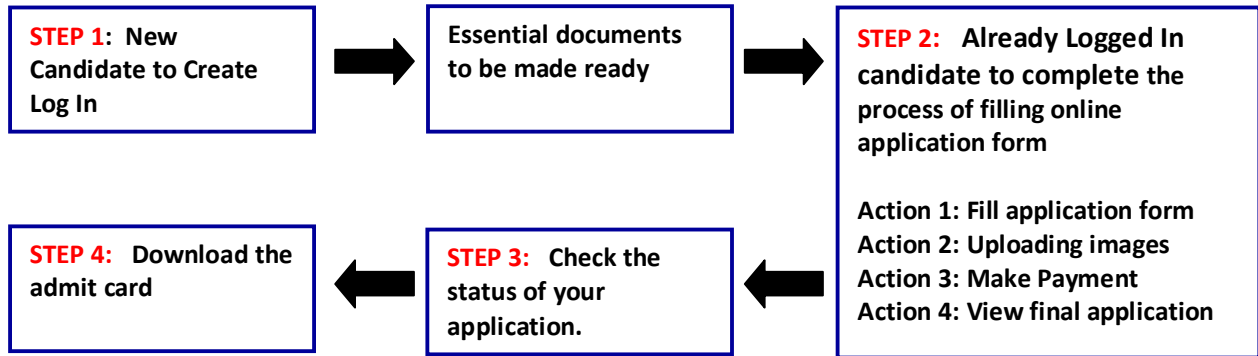 STEP 1: New
Candidate to Create
Log In
Essential documents
to be made ready
STEP 2: Already Logged In
candidate to complete the
process of filling online
application form
Action 1: Fill application form
Action 2: Uploading images
Action 3: Make Payment
Action 4: View final application
STEP 3: Check the
status of your
application.
STEP 4: Download the
admit card